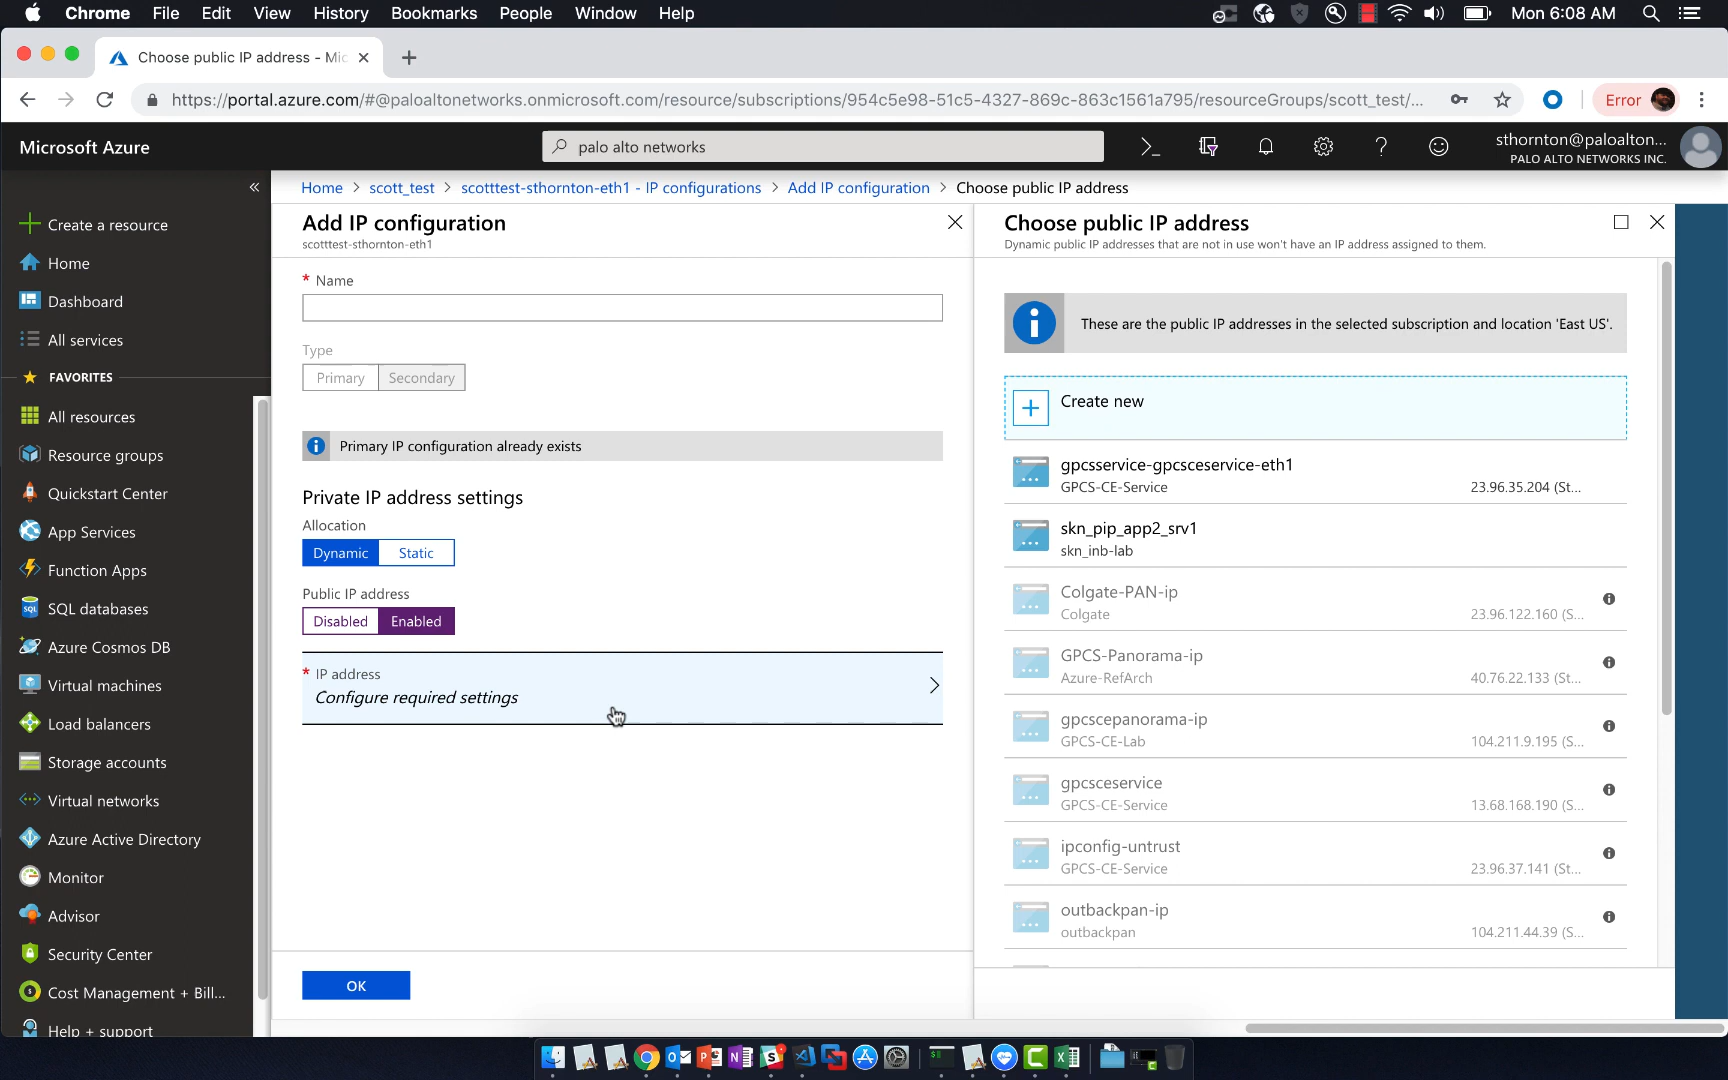 Chrome File Edit View History Bookmarks People Window Help
Mon 6:08 AM
Choose public IP address - Mic
https://portal.azure.com/#@paloaltonetworks.onmicrosoft.com/resource/subscriptions/954c5e98-51c5-4327-869c-863c1561a795/resourceGroups/scott_test/...
Error
Microsoft Azure
palo alto networks
sthornton@paloalton...
PALO ALTO NETWORKS INC.
Home > scott_test > scotttest-sthornton-eth1 - IP configurations > Add IP configuration > Choose public IP address
Create a resource
Home
Dashboard
All services
FAVORITES
All resources
Resource groups
Quickstart Center
App Services
Function Apps
SQL databases
Azure Cosmos DB
Virtual machines
Load balancers
Storage accounts
Virtual networks
Azure Active Directory
Monitor
Advisor
Security Center
Cost Management + Bill...
Help + support
Add IP configuration
scotttest-sthornton-eth1
* Name
Type
Primary Secondary
Primary IP configuration already exists
Private IP address settings
Allocation
Dynamic Static
Public IP address
Disabled Enabled
* IP address
Configure required settings
OK
Choose public IP address
Dynamic public IP addresses that are not in use won't have an IP address assigned to them.
These are the public IP addresses in the selected subscription and location 'East US'.
Create new
gpcsservice-gpcsceservice-eth1
GPCS-CE-Service 23.96.35.204 (St...
skn_pip_app2_srv1
skn_inb-lab
Colgate-PAN-ip
Colgate 23.96.122.160 (S...
GPCS-Panorama-ip
Azure-RefArch 40.76.22.133 (St...
gpcscepanorama-ip
GPCS-CE-Lab 104.211.9.195 (S...
gpcsceservice
GPCS-CE-Service 13.68.168.190 (S...
ipconfig-untrust
GPCS-CE-Service 23.96.37.141 (St...
outbackpan-ip
outbackpan 104.211.44.39 (S...